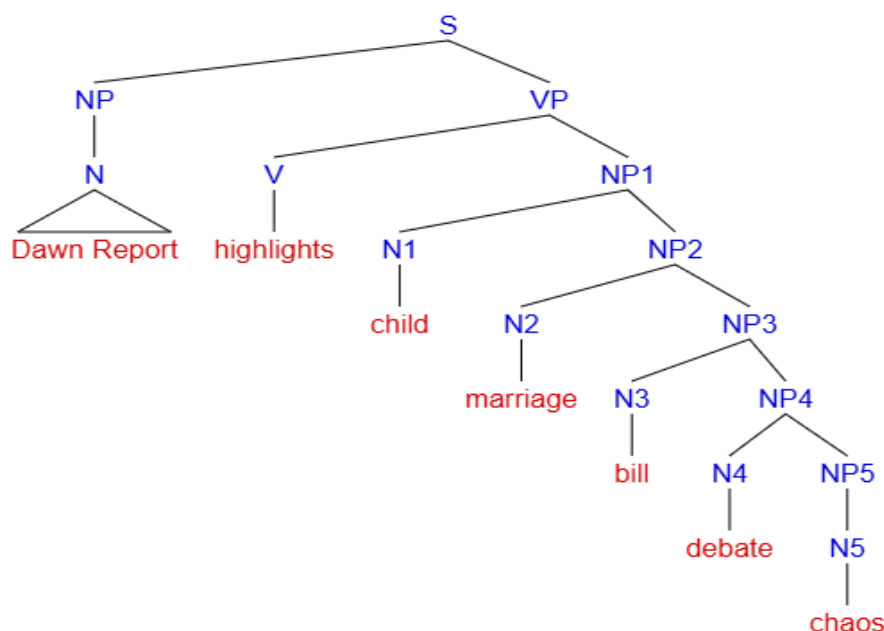 S
NP VP
N V NP1
Dawn Report highlights N1 NP2
child N2 NP3
marriage N3 NP4
bill N4 NP5
debate N5
chaos